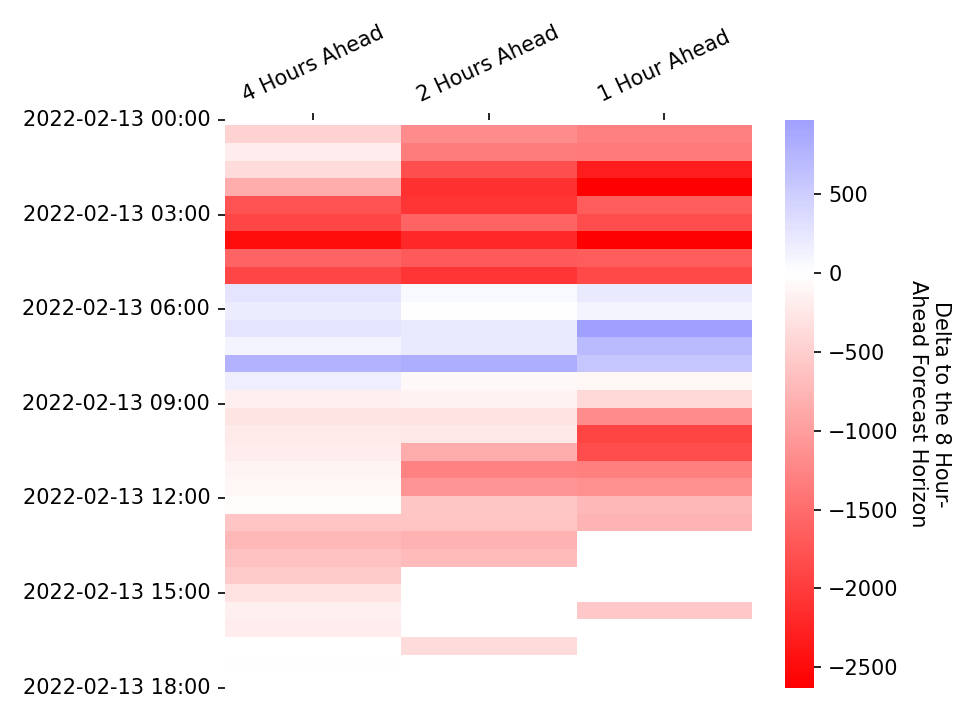 4 Hours Ahead
2 Hours Ahead
1 Hour Ahead
2022-02-13 00:00
2022-02-13 03:00
2022-02-13 06:00
2022-02-13 09:00
2022-02-13 12:00
2022-02-13 15:00
2022-02-13 18:00
500
0
−500
−1000
−1500
−2000
−2500
Delta to the 8 Hour-
Ahead Forecast Horizon